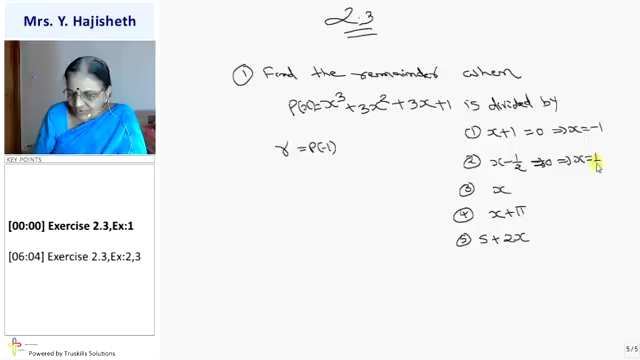 Mrs. Y. Hajisheth
KEY POINTS
[00:00] Exercise 2.3,Ex:1
[06:04] Exercise 2.3,Ex:2,3
Powered by Truskills Solutions
2.3
① Find the remainder when
P(x)=x³+3x²+3x+1 is divided by
① x+1=0 ⇒x=-1
r = P(-1)
② x-1/2 ⇒0 ⇒x=1/
③ x
④ x+π
⑤ 5+2x
5/5